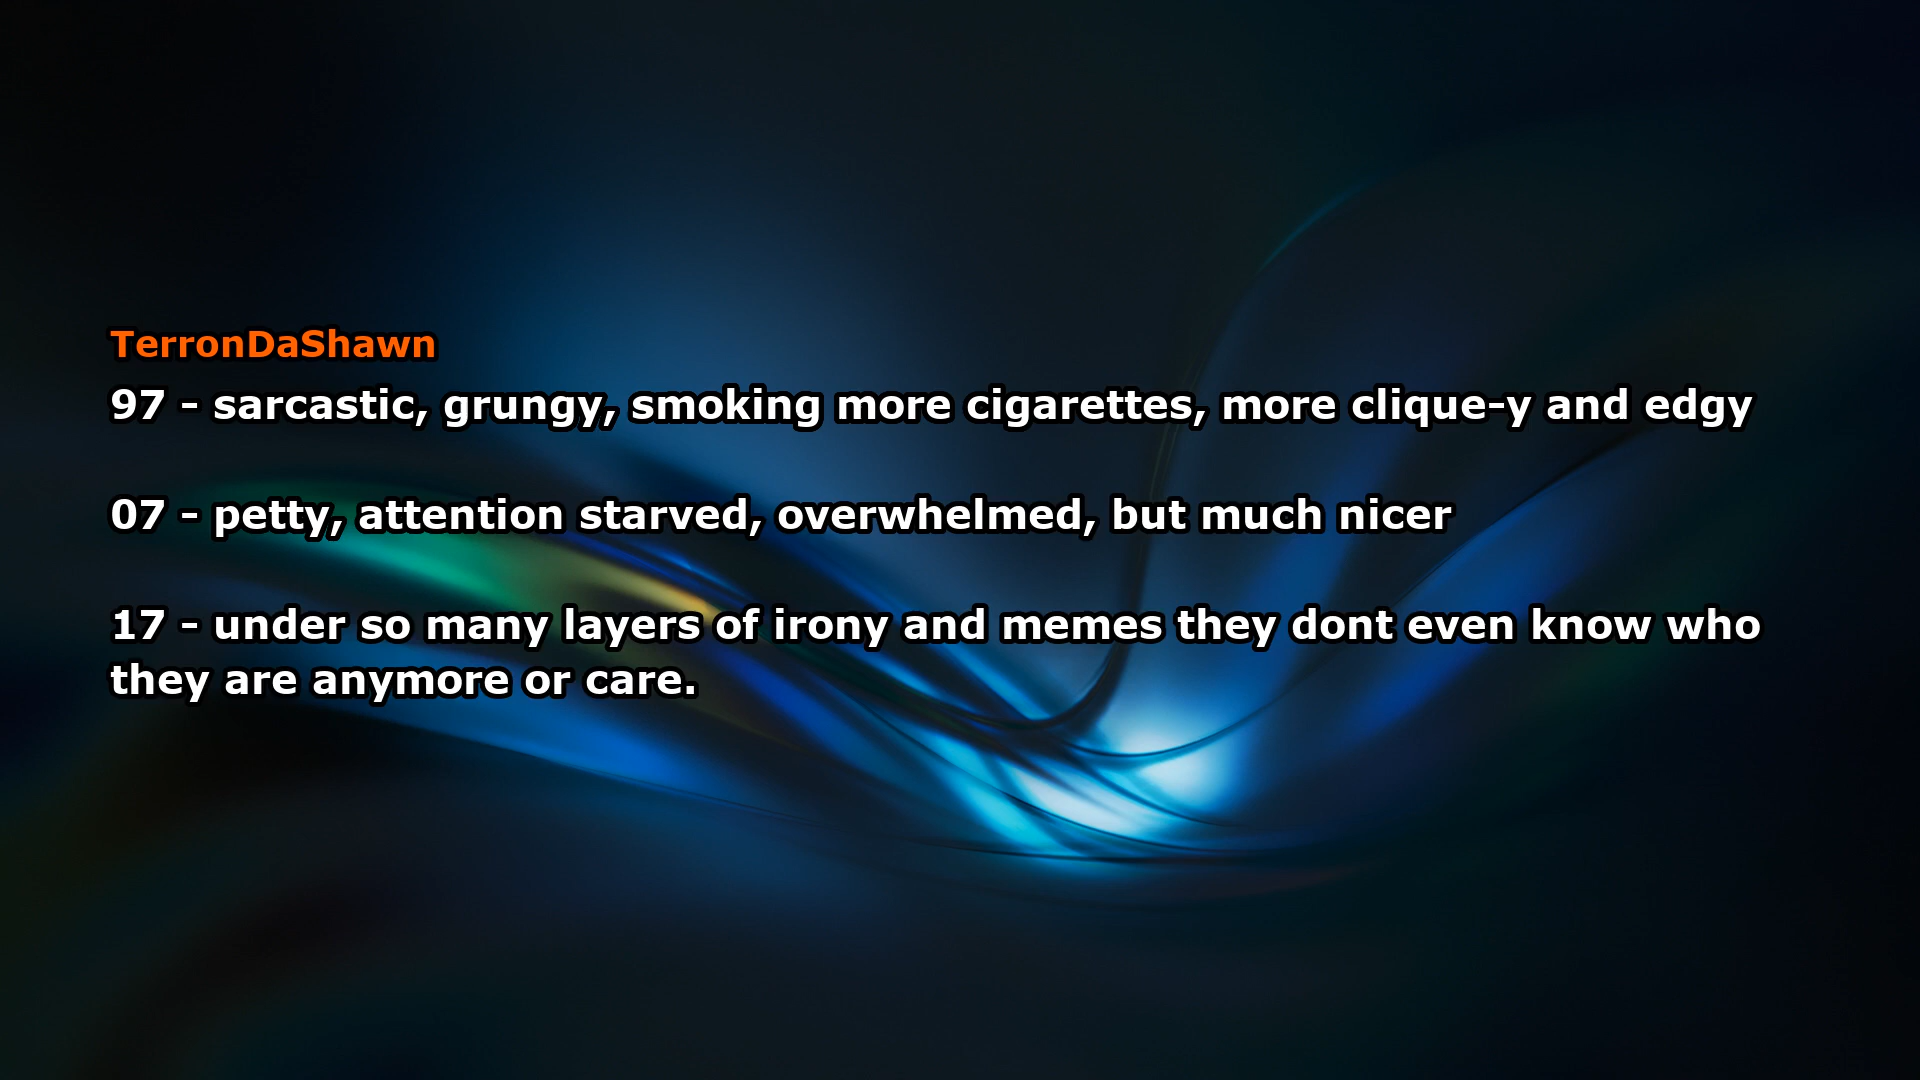 TerronDaShawn
97 - sarcastic, grungy, smoking more cigarettes, more clique-y and edgy
07 - petty, attention starved, overwhelmed, but much nicer
17 - under so many layers of irony and memes they dont even know who
they are anymore or care.